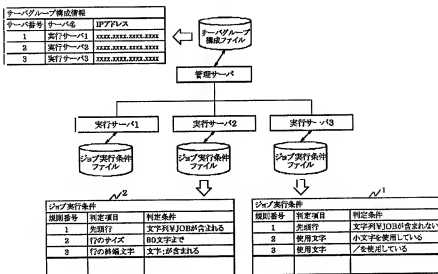 サーバグループ構成情報
サーバ番号 サーバ名 IPアドレス
1 実行サーバ1 xxxx.xxxx.xxxx.xxxx
2 実行サーバ2 xxxx.xxxx.xxxx.xxxx
3 実行サーバ3 xxxx.xxxx.xxxx.xxxx
サーバグループ
構成ファイル
管理サーバ
実行サーバ1
実行サーバ2
実行サーバ3
ジョブ実行条件
ファイル
ジョブ実行条件
ファイル
ジョブ実行条件
ファイル
2
ジョブ実行条件
規則番号 判定項目 判定条件
1 先頭行 文字列¥JOBが含まれる
2 行のサイズ 80文字まで
3 行の終端文字 文字;が含まれる
1
ジョブ実行条件
規則番号 判定項目 判定条件
1 先頭行 文字列¥JOBが含まれない
2 使用文字 小文字を使用している
3 使用文字 /を使用している